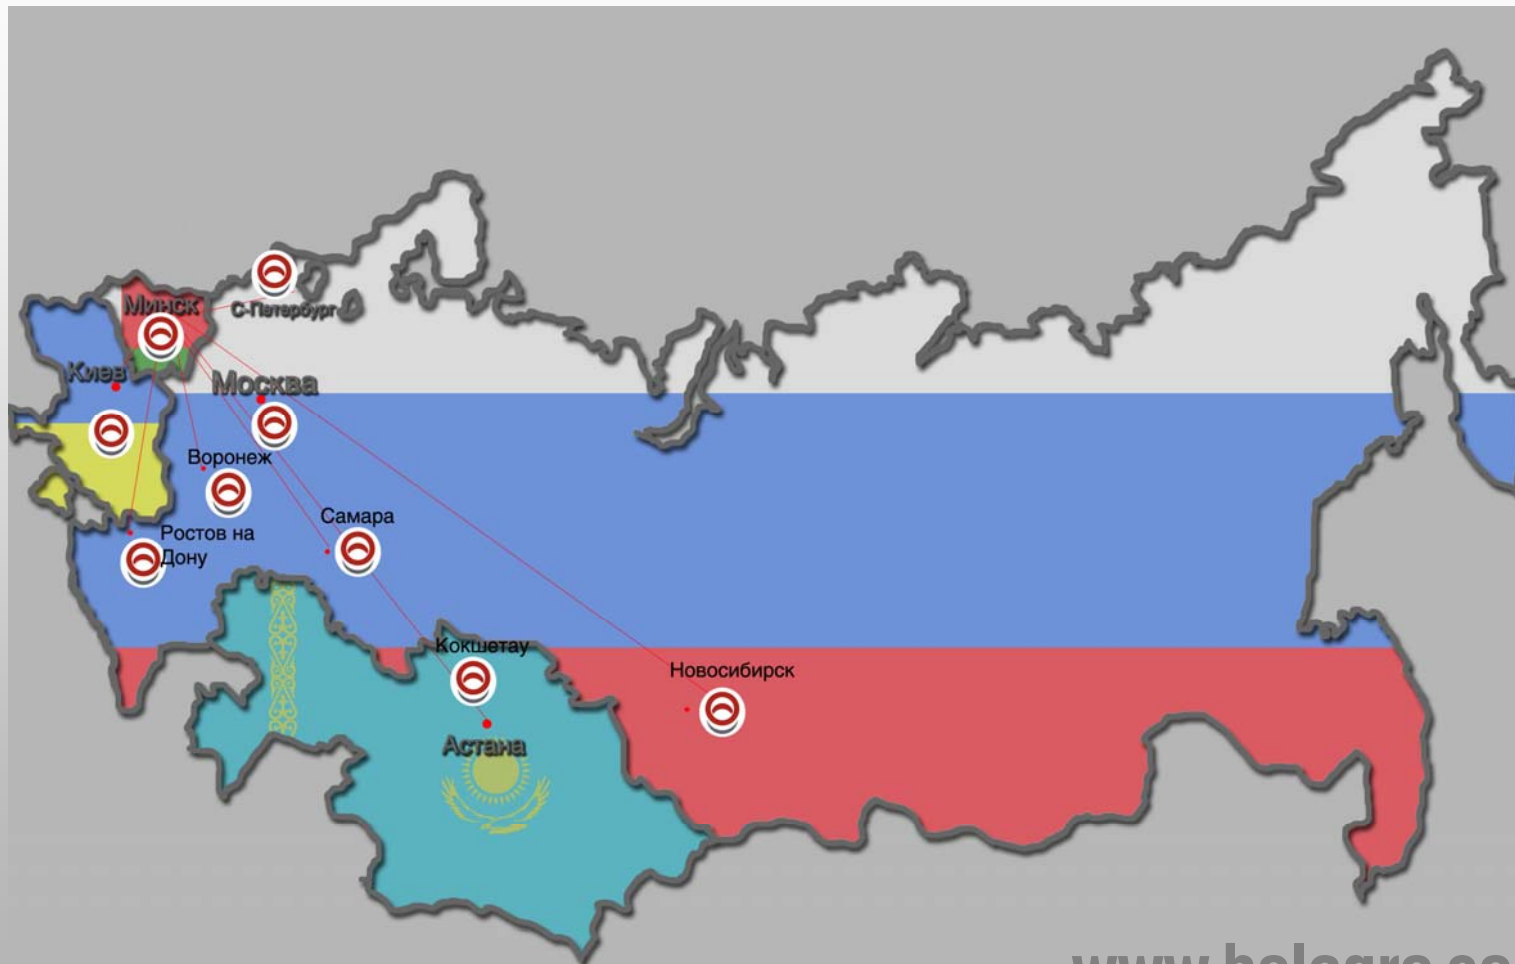 Минск
С-Петербург
Киев
Москва
Воронеж
Самара
Ростов на
Дону
Кокшетау
Новосибирск
Астана